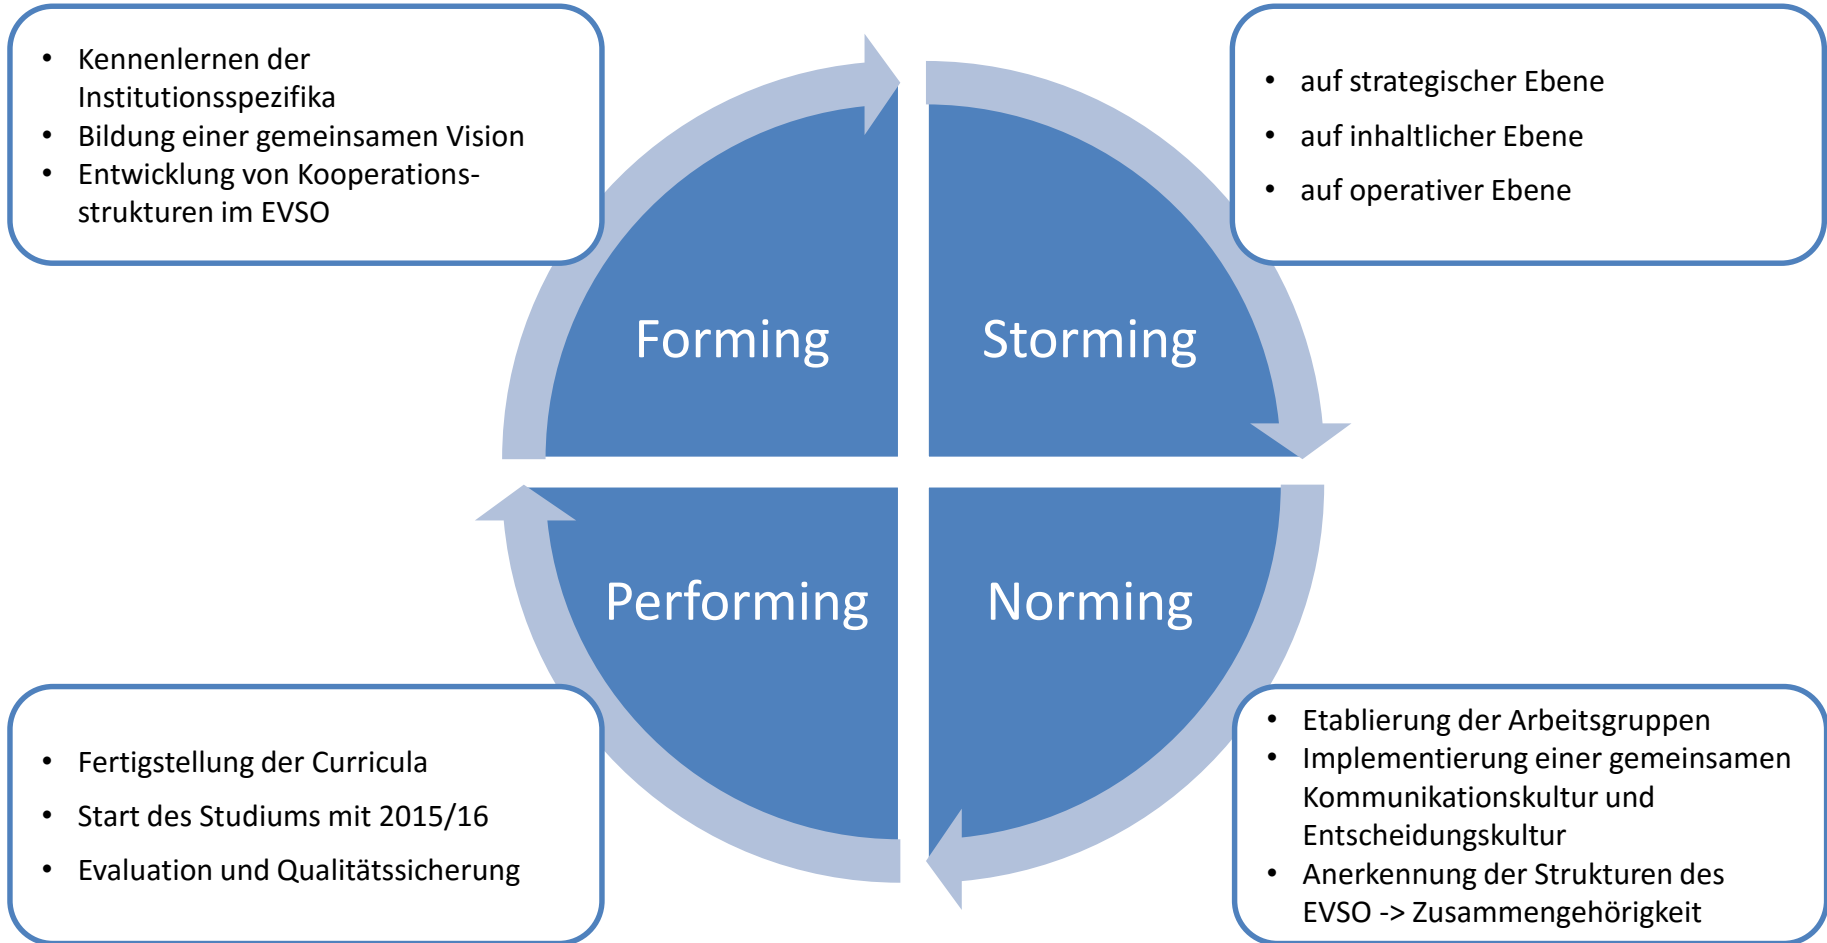 • Kennenlernen der
Institutionsspezifika
• Bildung einer gemeinsamen Vision
• Entwicklung von Kooperations-
strukturen im EVSO
• auf strategischer Ebene
• auf inhaltlicher Ebene
• auf operativer Ebene
Forming
Storming
Performing
Norming
• Fertigstellung der Curricula
• Start des Studiums mit 2015/16
• Evaluation und Qualitätssicherung
• Etablierung der Arbeitsgruppen
• Implementierung einer gemeinsamen
Kommunikationskultur und
Entscheidungskultur
• Anerkennung der Strukturen des
EVSO -> Zusammengehörigkeit